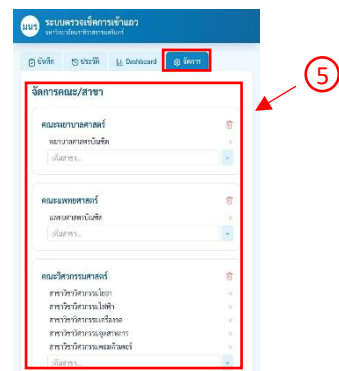 มนร
ระบบตรวจเช็คการเข้าแถว
มหาวิทยาลัยนราธิวาสราชนครินทร์
บันทึก ประวัติ Dashboard จัดการ
5
จัดการคณะ/สาขา
คณะพยาบาลศาสตร์
พยาบาลศาสตรบัณฑิต ×
เพิ่มสาขา... +
คณะแพทยศาสตร์
แพทยศาสตรบัณฑิต ×
เพิ่มสาขา... +
คณะวิศวกรรมศาสตร์
สาขาวิชาวิศวกรรมโยธา ×
สาขาวิชาวิศวกรรมไฟฟ้า ×
สาขาวิชาวิศวกรรมเครื่องกล ×
สาขาวิชาวิศวกรรมอุตสาหการ ×
สาขาวิชาวิศวกรรมคอมพิวเตอร์ ×
เพิ่มสาขา... +